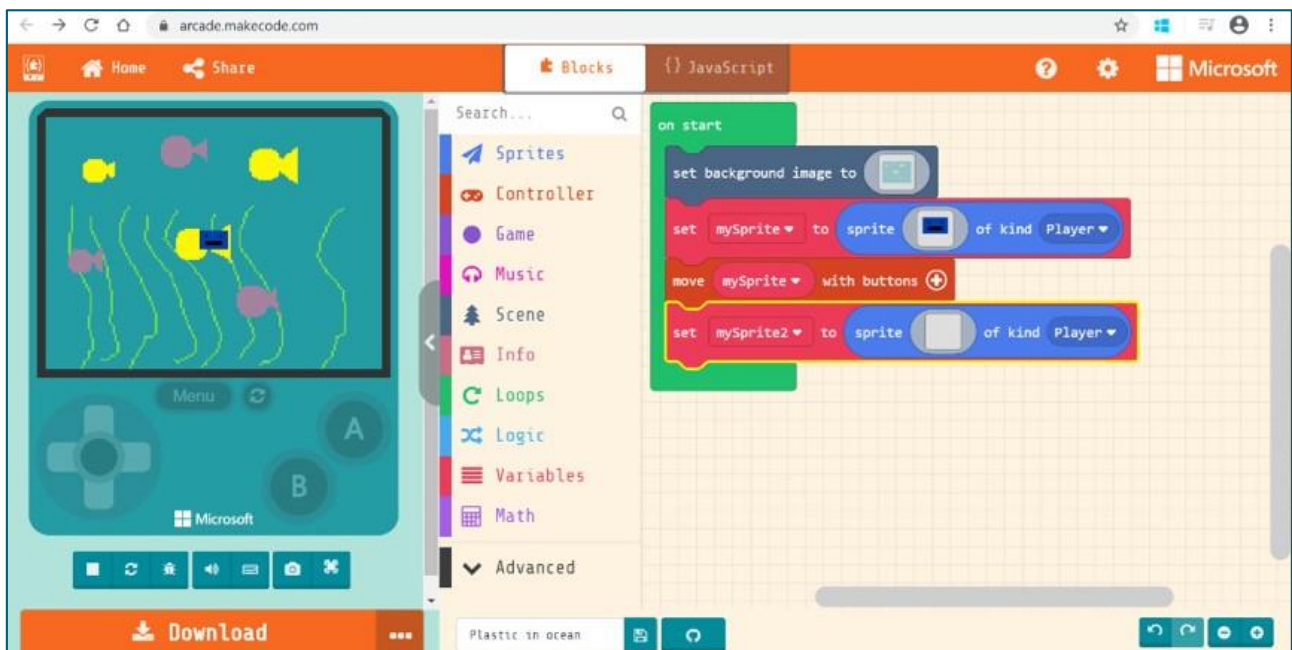 arcade.makecode.com
Home Share Blocks {} JavaScript Microsoft
Search...
Sprites
Controller
Game
Music
Scene
Info
Loops
Logic
Variables
Math
Advanced
on start
set background image to
set mySprite to sprite of kind Player
move mySprite with buttons
set mySprite2 to sprite of kind Player
Menu
A
B
Microsoft
Download
Plastic in ocean